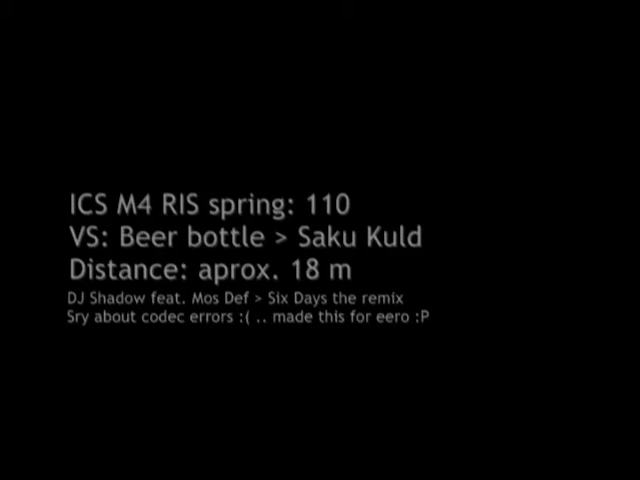 ICS M4 RIS spring: 110
VS: Beer bottle > Saku Kuld
Distance: aprox. 18 m
DJ Shadow feat. Mos Def > Six Days the remix
Sry about codec errors :( .. made this for eero :P